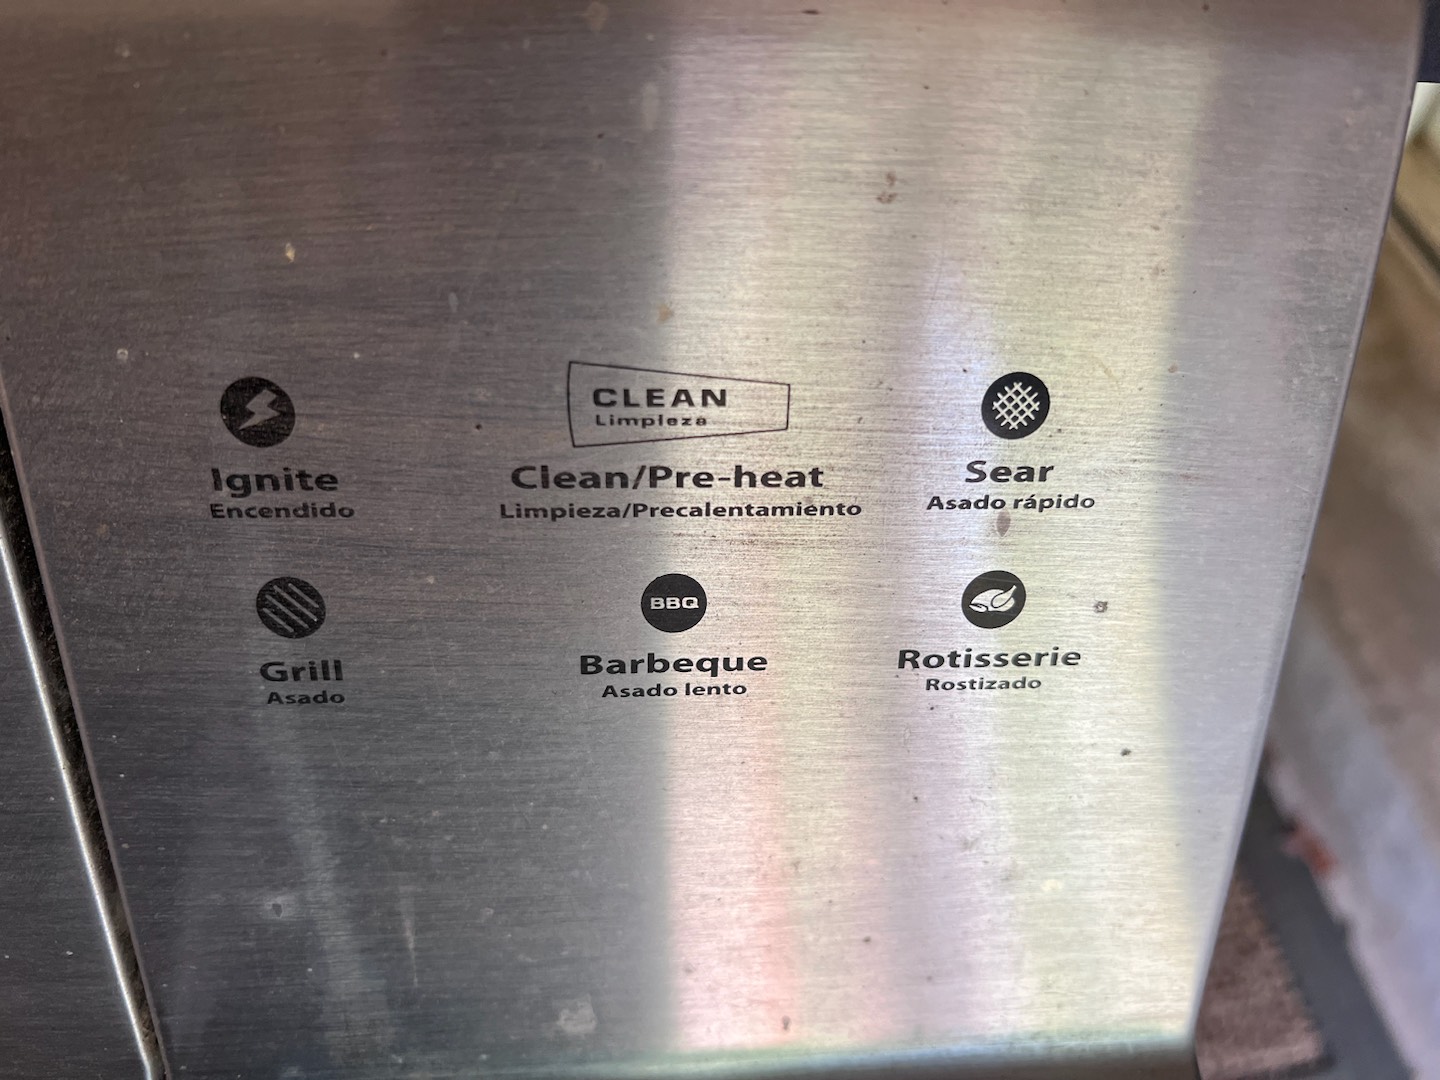 CLEAN
Limpieza
Ignite
Encendido
Clean/Pre-heat
Limpieza/Precalentamiento
Sear
Asado rápido
Grill
Asado
BBQ
Barbeque
Asado lento
Rotisserie
Rostizado